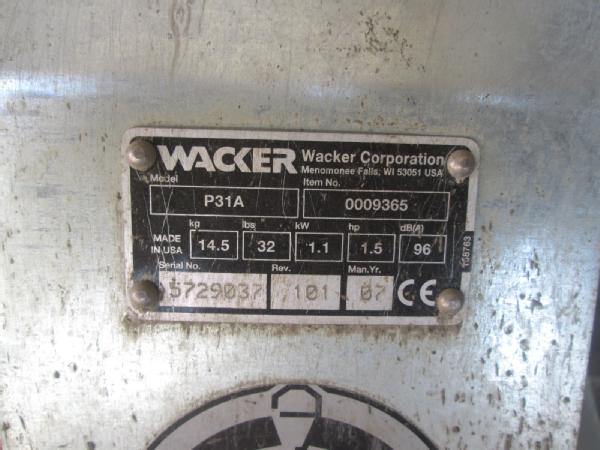 WACKER Wacker Corporation
Menomonee Falls, WI 53051 USA
Model Item No.
P31A 0009365
kg lbs kW hp dB(A)
MADE IN USA 14.5 32 1.1 1.5 96
Serial No. Rev. Man.Yr.
5729037 101 07 CE